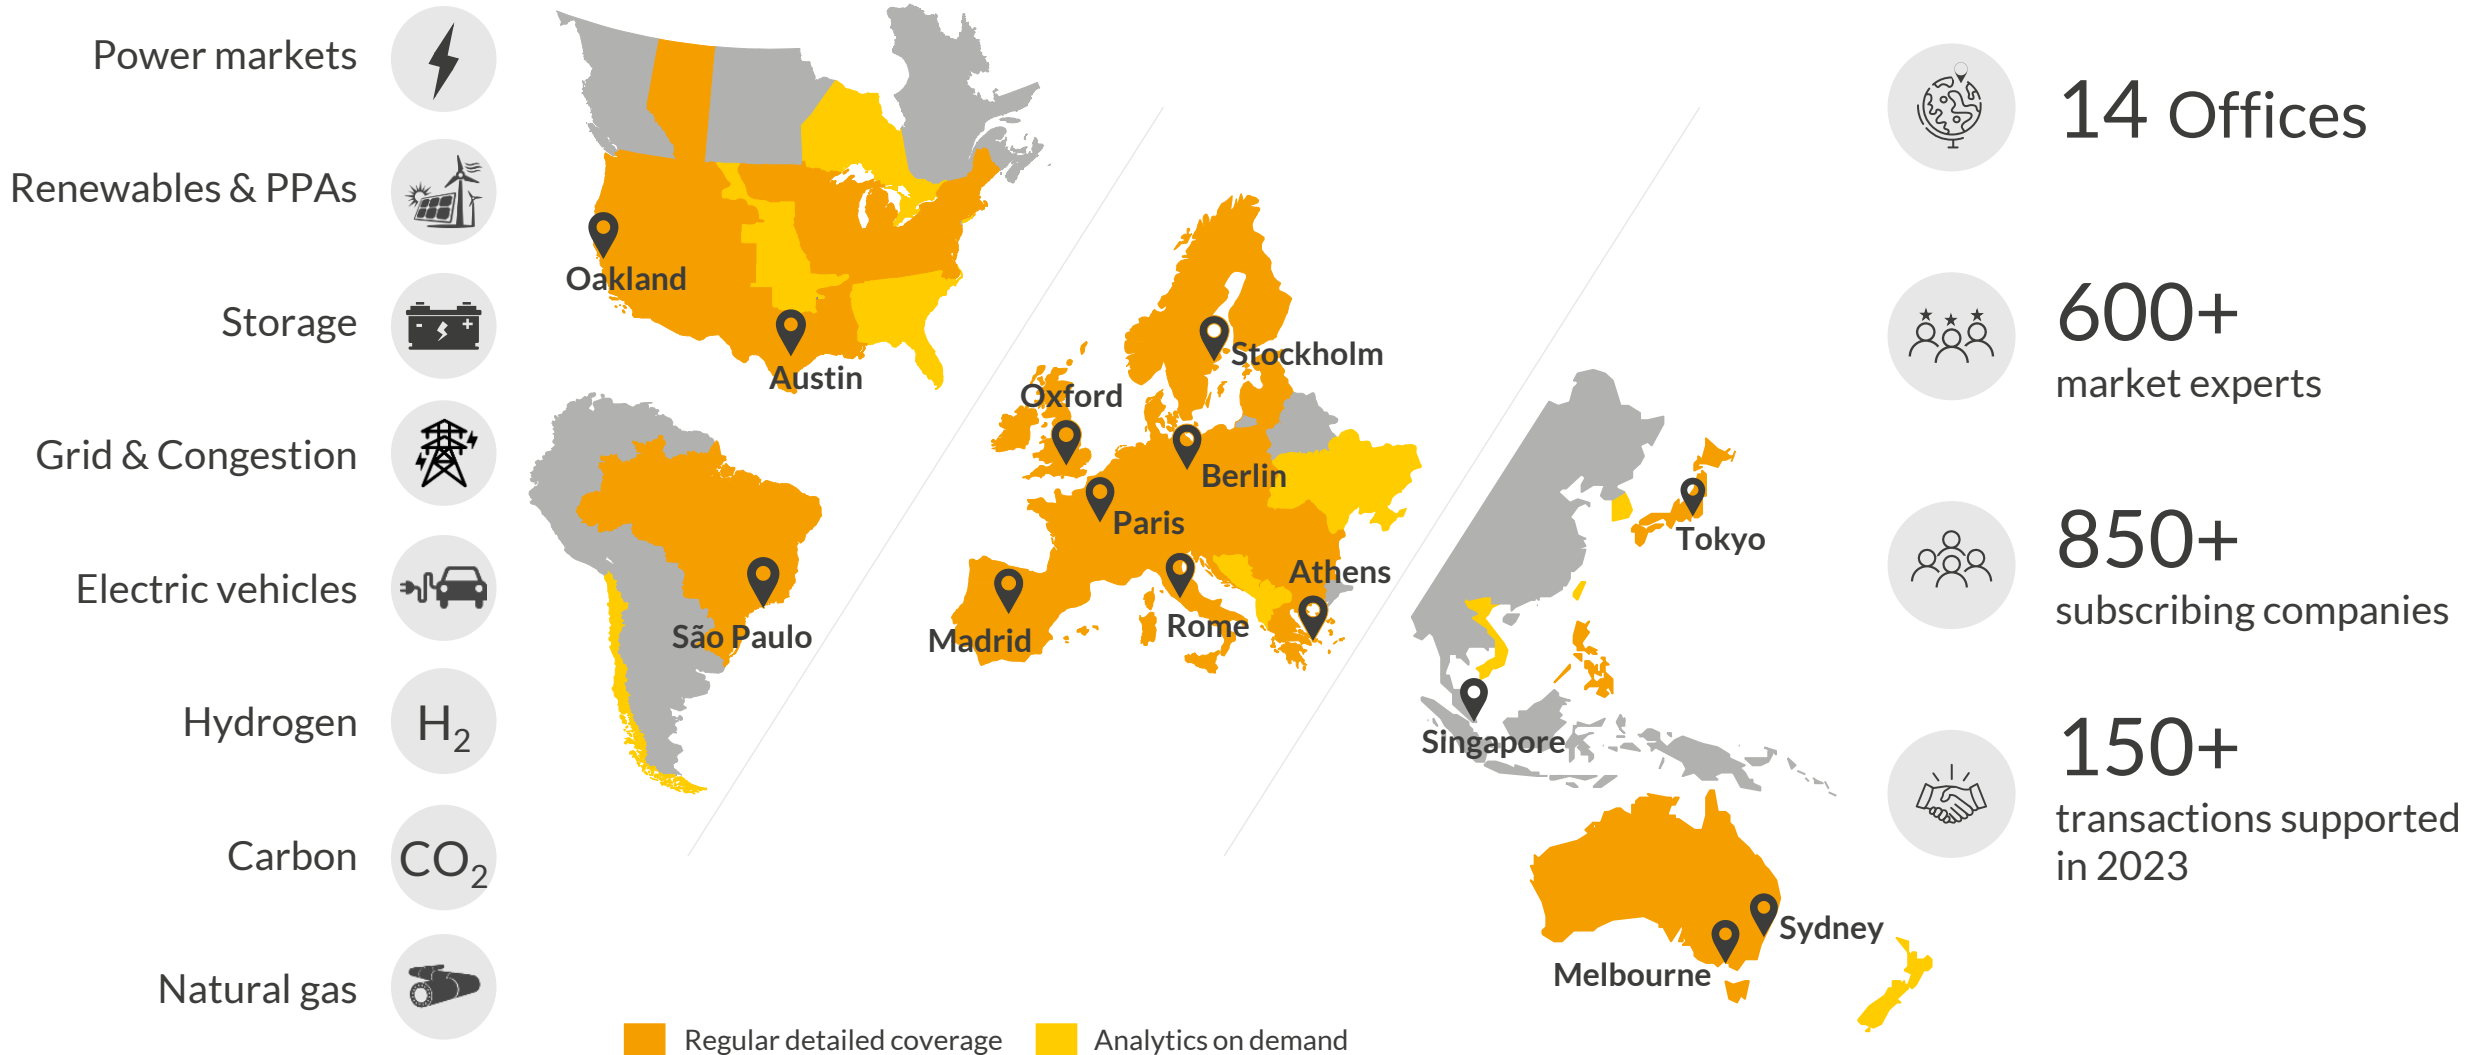 Power markets
Renewables & PPAs
Storage
Grid & Congestion
Electric vehicles
Hydrogen
H₂
Carbon
CO₂
Natural gas
Oakland
Austin
São Paulo
Stockholm
Oxford
Berlin
Paris
Athens
Rome
Madrid
Tokyo
Singapore
Sydney
Melbourne
Regular detailed coverage
Analytics on demand
14 Offices
600+
market experts
850+
subscribing companies
150+
transactions supported
in 2023